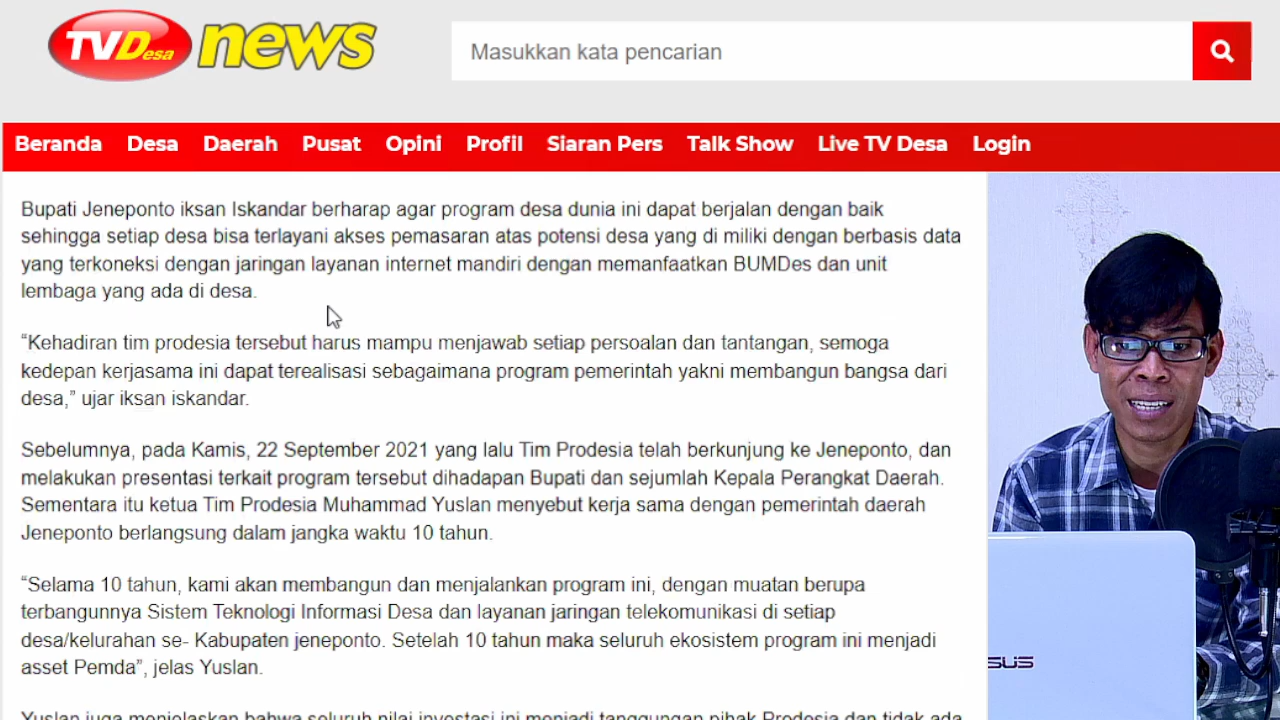 TVDesa news
Masukkan kata pencarian
Beranda Desa Daerah Pusat Opini Profil Siaran Pers Talk Show Live TV Desa Login
Bupati Jeneponto iksan Iskandar berharap agar program desa dunia ini dapat berjalan dengan baik
sehingga setiap desa bisa terlayani akses pemasaran atas potensi desa yang di miliki dengan berbasis data
yang terkoneksi dengan jaringan layanan internet mandiri dengan memanfaatkan BUMDes dan unit
lembaga yang ada di desa.
“Kehadiran tim prodesia tersebut harus mampu menjawab setiap persoalan dan tantangan, semoga
kedepan kerjasama ini dapat terealisasi sebagaimana program pemerintah yakni membangun bangsa dari
desa,” ujar iksan iskandar.
Sebelumnya, pada Kamis, 22 September 2021 yang lalu Tim Prodesia telah berkunjung ke Jeneponto, dan
melakukan presentasi terkait program tersebut dihadapan Bupati dan sejumlah Kepala Perangkat Daerah.
Sementara itu ketua Tim Prodesia Muhammad Yuslan menyebut kerja sama dengan pemerintah daerah
Jeneponto berlangsung dalam jangka waktu 10 tahun.
“Selama 10 tahun, kami akan membangun dan menjalankan program ini, dengan muatan berupa
terbangunnya Sistem Teknologi Informasi Desa dan layanan jaringan telekomunikasi di setiap
desa/kelurahan se- Kabupaten jeneponto. Setelah 10 tahun maka seluruh ekosistem program ini menjadi
asset Pemda”, jelas Yuslan.
Yuslan juga menjelaskan bahwa seluruh nilai investasi ini menjadi tanggungan pihak Prodesia dan tidak ada
SUS